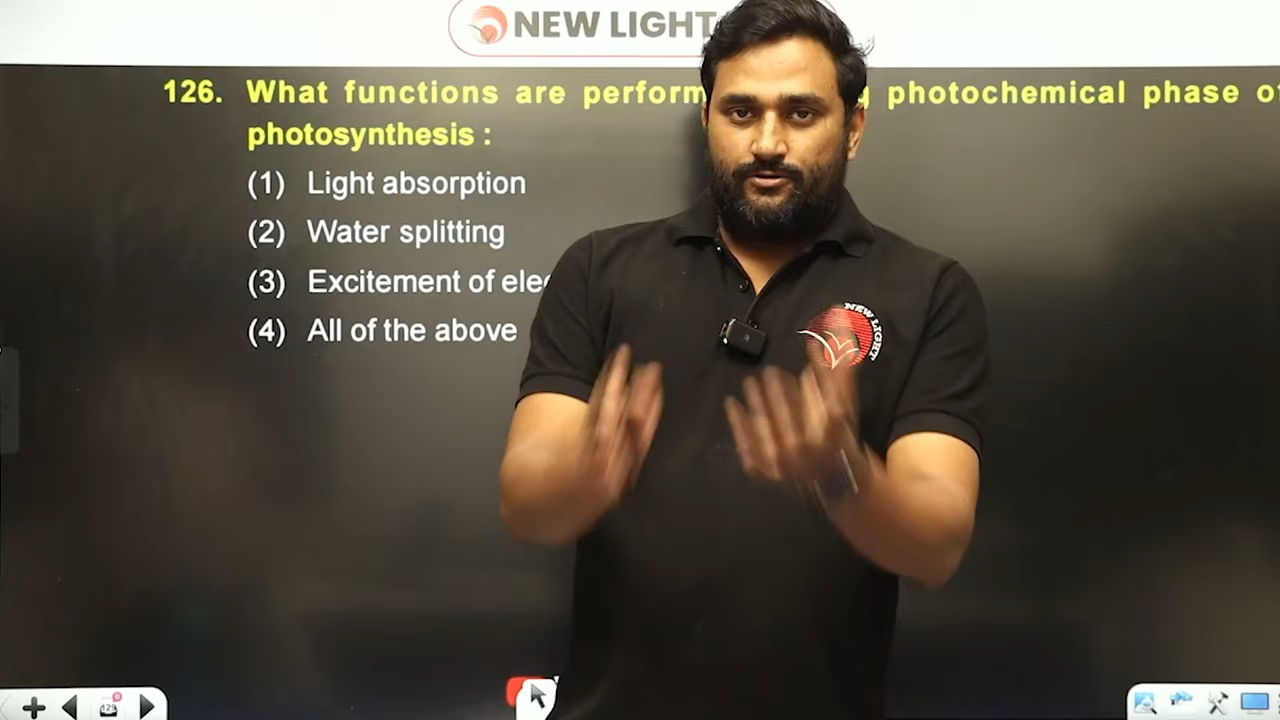 NEW LIGHT
126. What functions are perform photochemical phase of
photosynthesis :
(1) Light absorption
(2) Water splitting
(3) Excitement of ele
(4) All of the above
NEW LIGHT